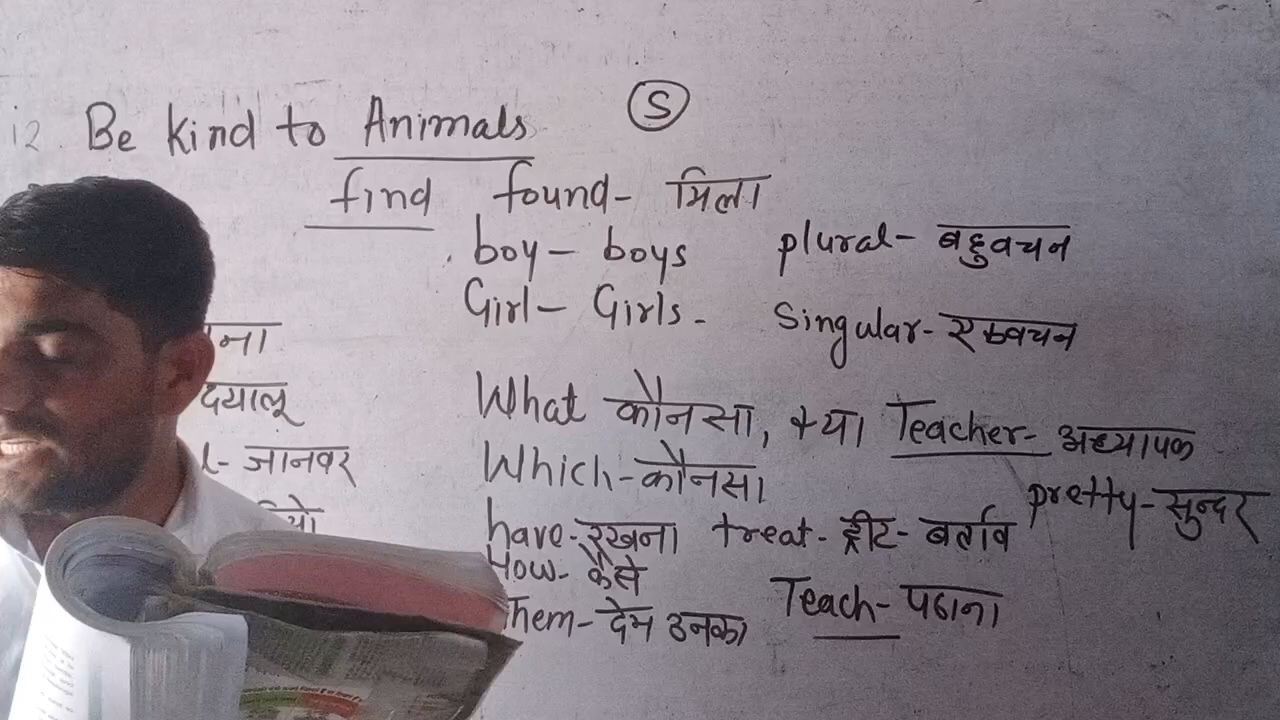 12. Be kind to Animals (S)
find found- मिला
boy- boys plural- बहुवचन
Girl- Girls- Singular- एकवचन
ना
दयालू
What कौनसा, क्या Teacher- अध्यापक
l- जानवर
Which-कौनसा
pretty-सुन्दर
have-रखना treat- ट्रीट- बर्ताव
How- कैसे
Them-देम उनका Teach- पढाना